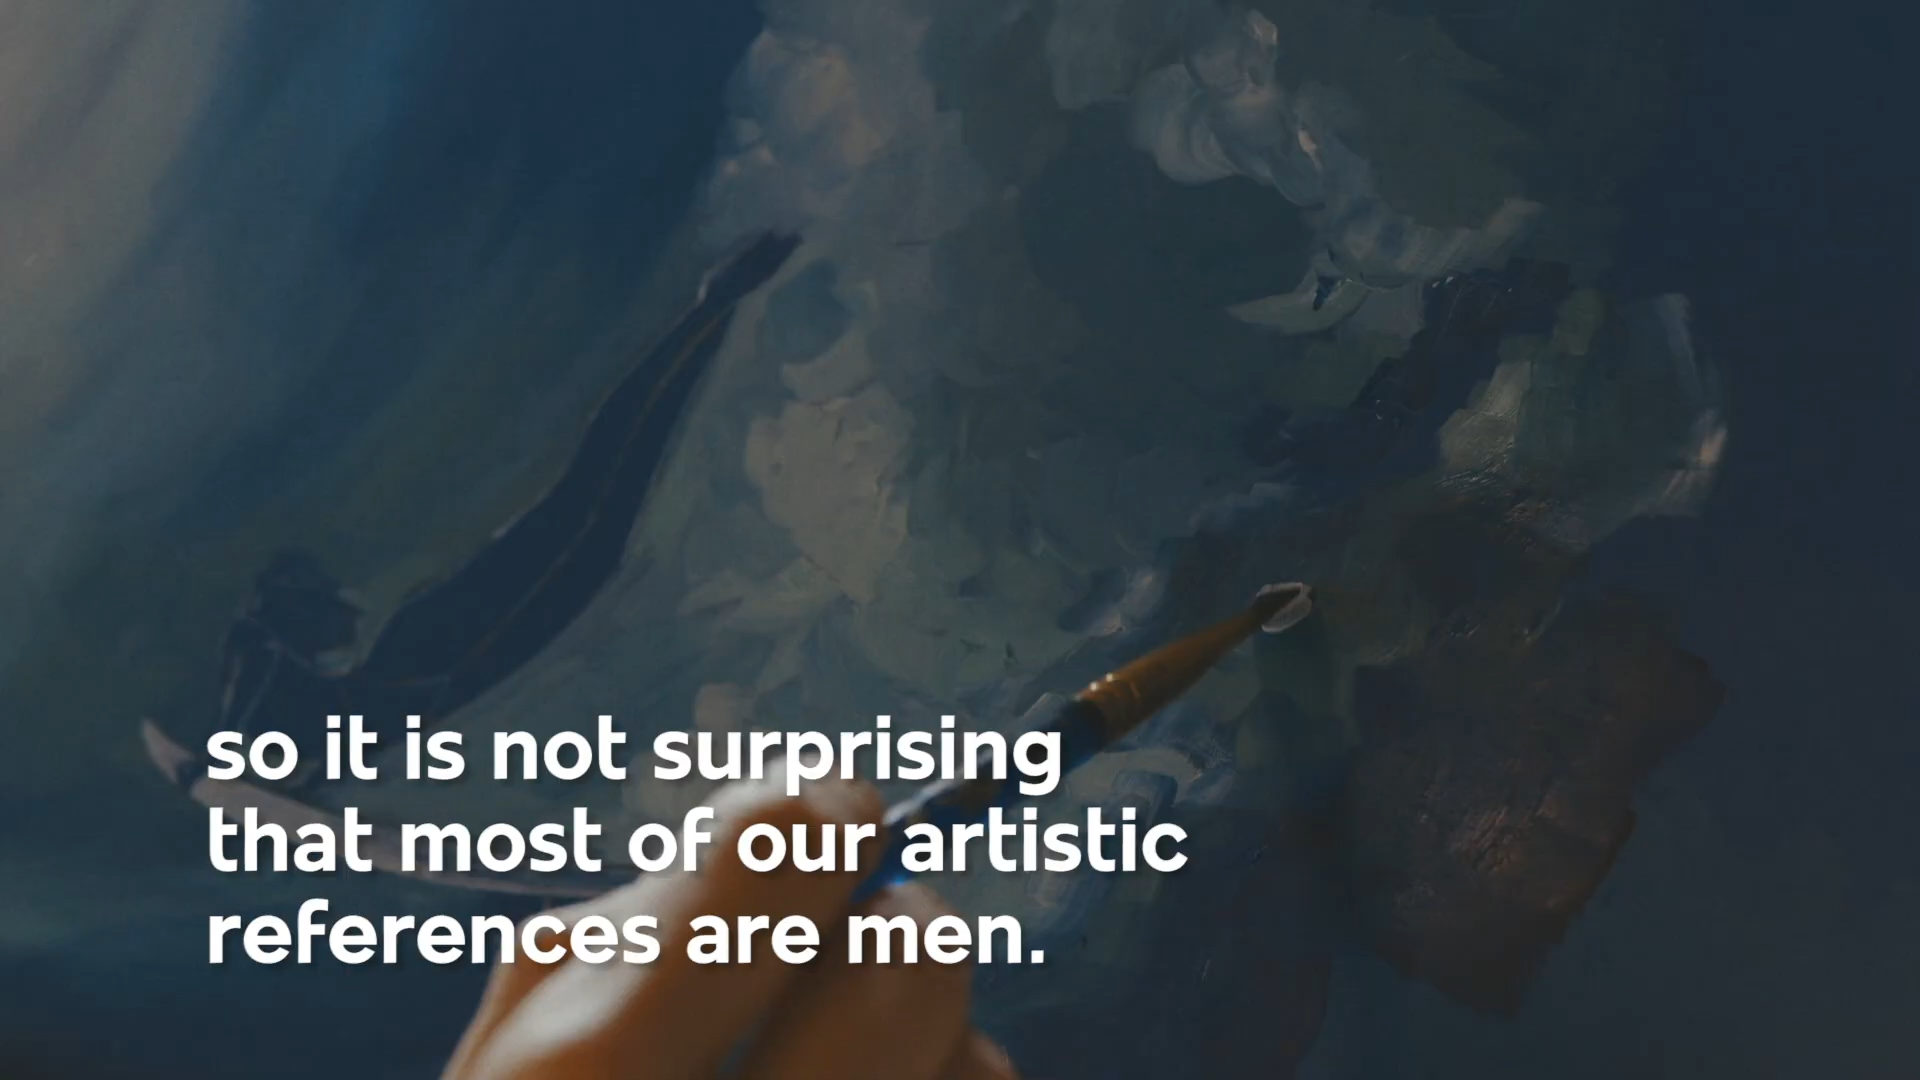 so it is not surprising
that most of our artistic
references are men.